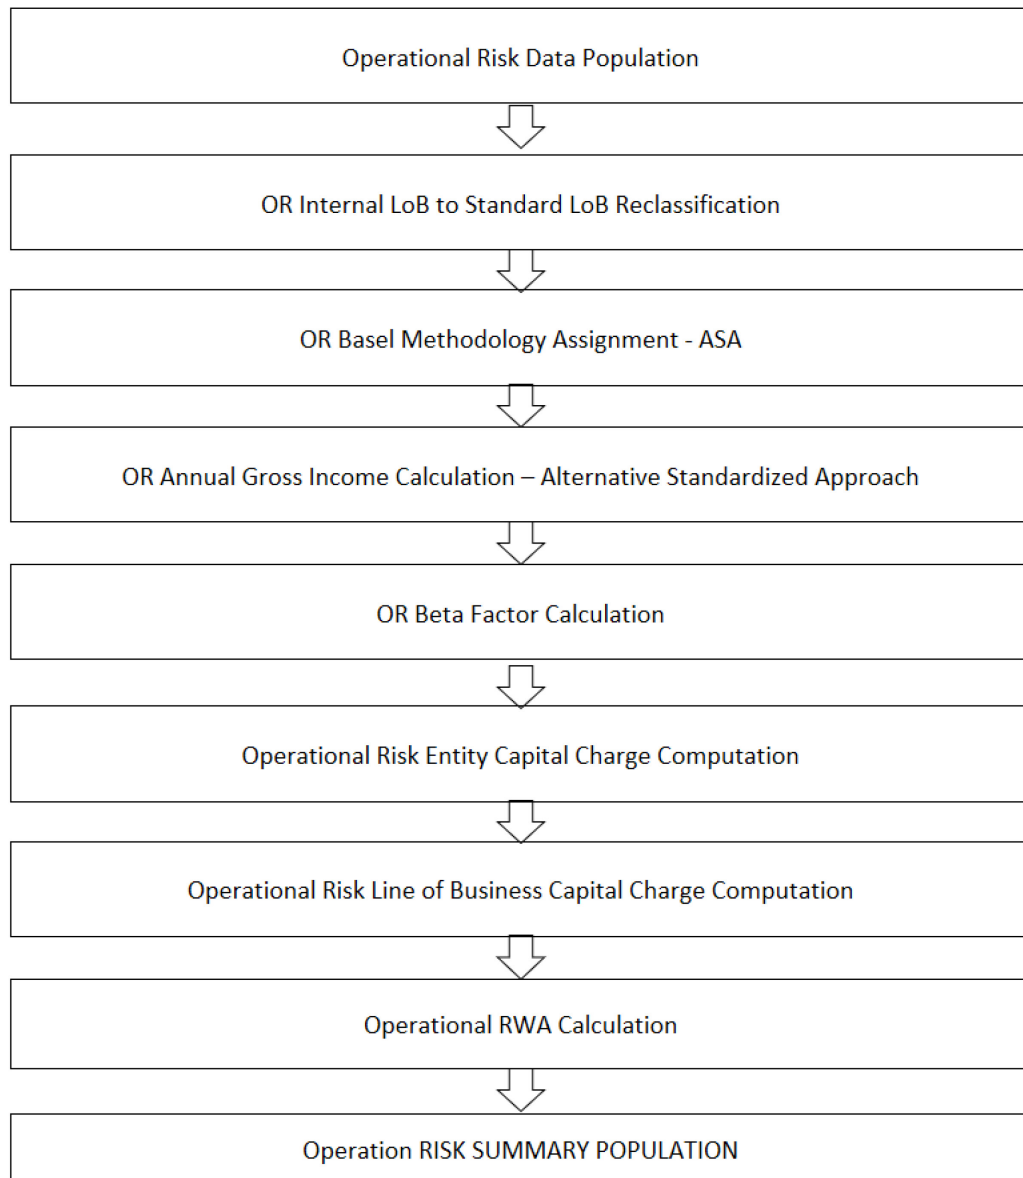 Operational Risk Data Population
OR Internal LoB to Standard LoB Reclassification
OR Basel Methodology Assignment - ASA
OR Annual Gross Income Calculation – Alternative Standardized Approach
OR Beta Factor Calculation
Operational Risk Entity Capital Charge Computation
Operational Risk Line of Business Capital Charge Computation
Operational RWA Calculation
Operation RISK SUMMARY POPULATION